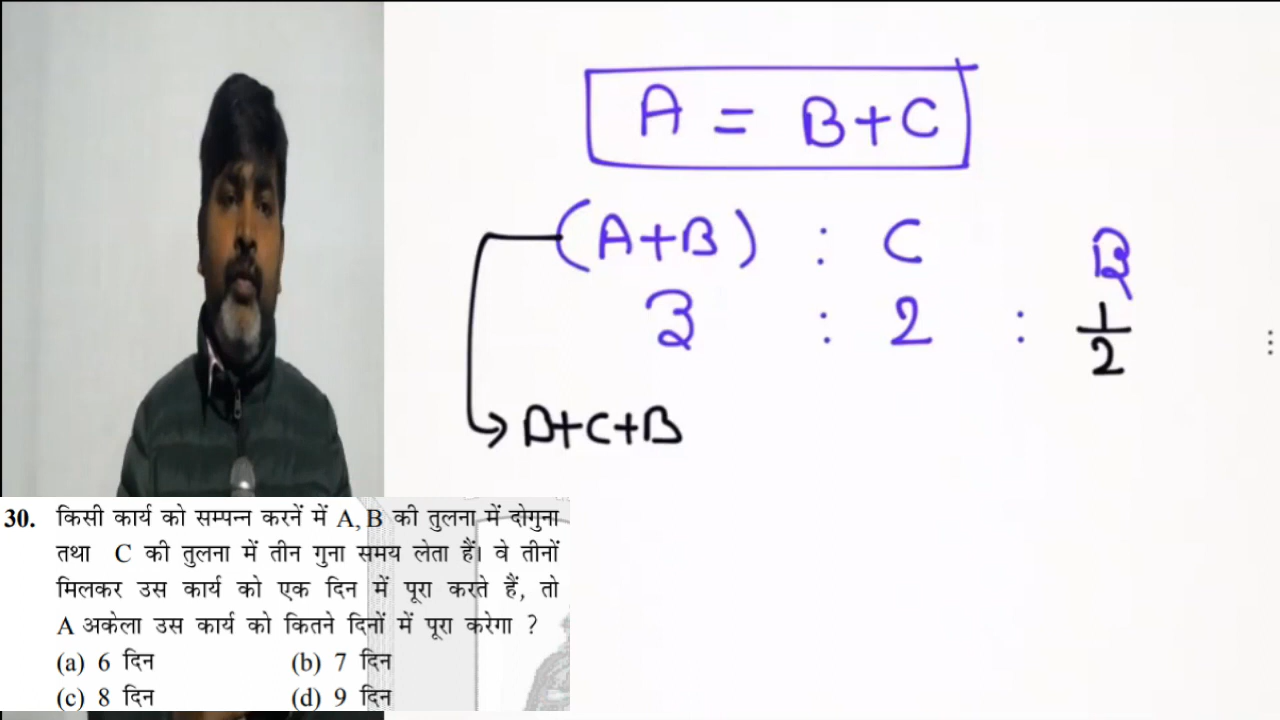 A = B+C
(A+B) : C B
3 : 2 : 1/2
A+C+B
30. किसी कार्य को सम्पन्न करनें में A, B की तुलना में दोगुना
तथा C की तुलना में तीन गुना समय लेता हैं। वे तीनों
मिलकर उस कार्य को एक दिन में पूरा करते हैं, तो
A अकेला उस कार्य को कितने दिनों में पूरा करेगा ?
(a) 6 दिन (b) 7 दिन
(c) 8 दिन (d) 9 दिन